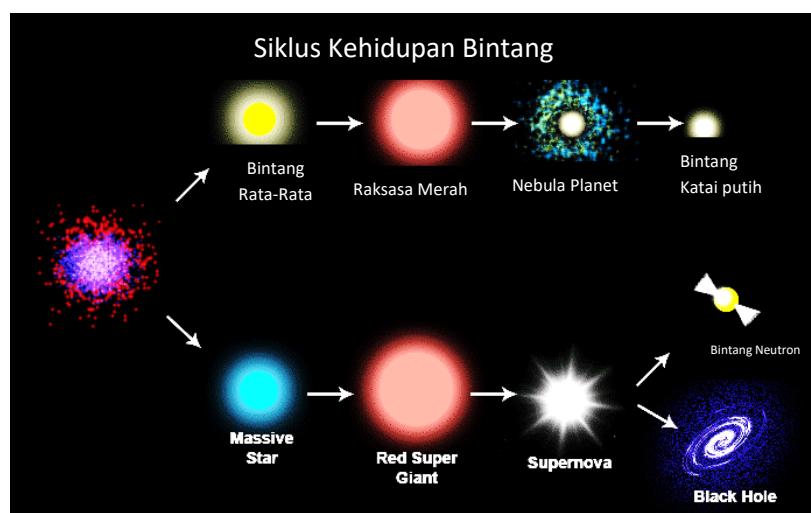 Siklus Kehidupan Bintang
Bintang
Rata-Rata
Raksasa Merah
Nebula Planet
Bintang
Katai putih
Bintang Neutron
Massive
Star
Red Super
Giant
Supernova
Black Hole